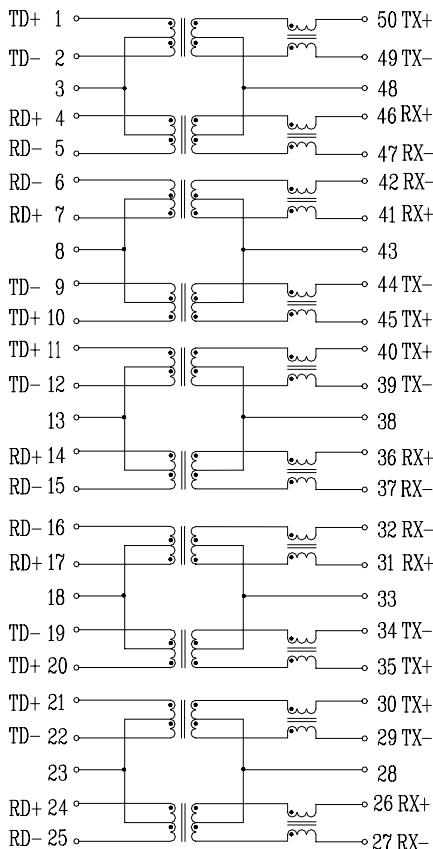 TD+ 1 50 TX+
TD- 2 49 TX-
3 48
RD+ 4 46 RX+
RD- 5 47 RX-
RD- 6 42 RX-
RD+ 7 41 RX+
8 43
TD- 9 44 TX-
TD+ 10 45 TX+
TD+ 11 40 TX+
TD- 12 39 TX-
13 38
RD+ 14 36 RX+
RD- 15 37 RX-
RD- 16 32 RX-
RD+ 17 31 RX+
18 33
TD- 19 34 TX-
TD+ 20 35 TX+
TD+ 21 30 TX+
TD- 22 29 TX-
23 28
RD+ 24 26 RX+
RD- 25 27 RX-